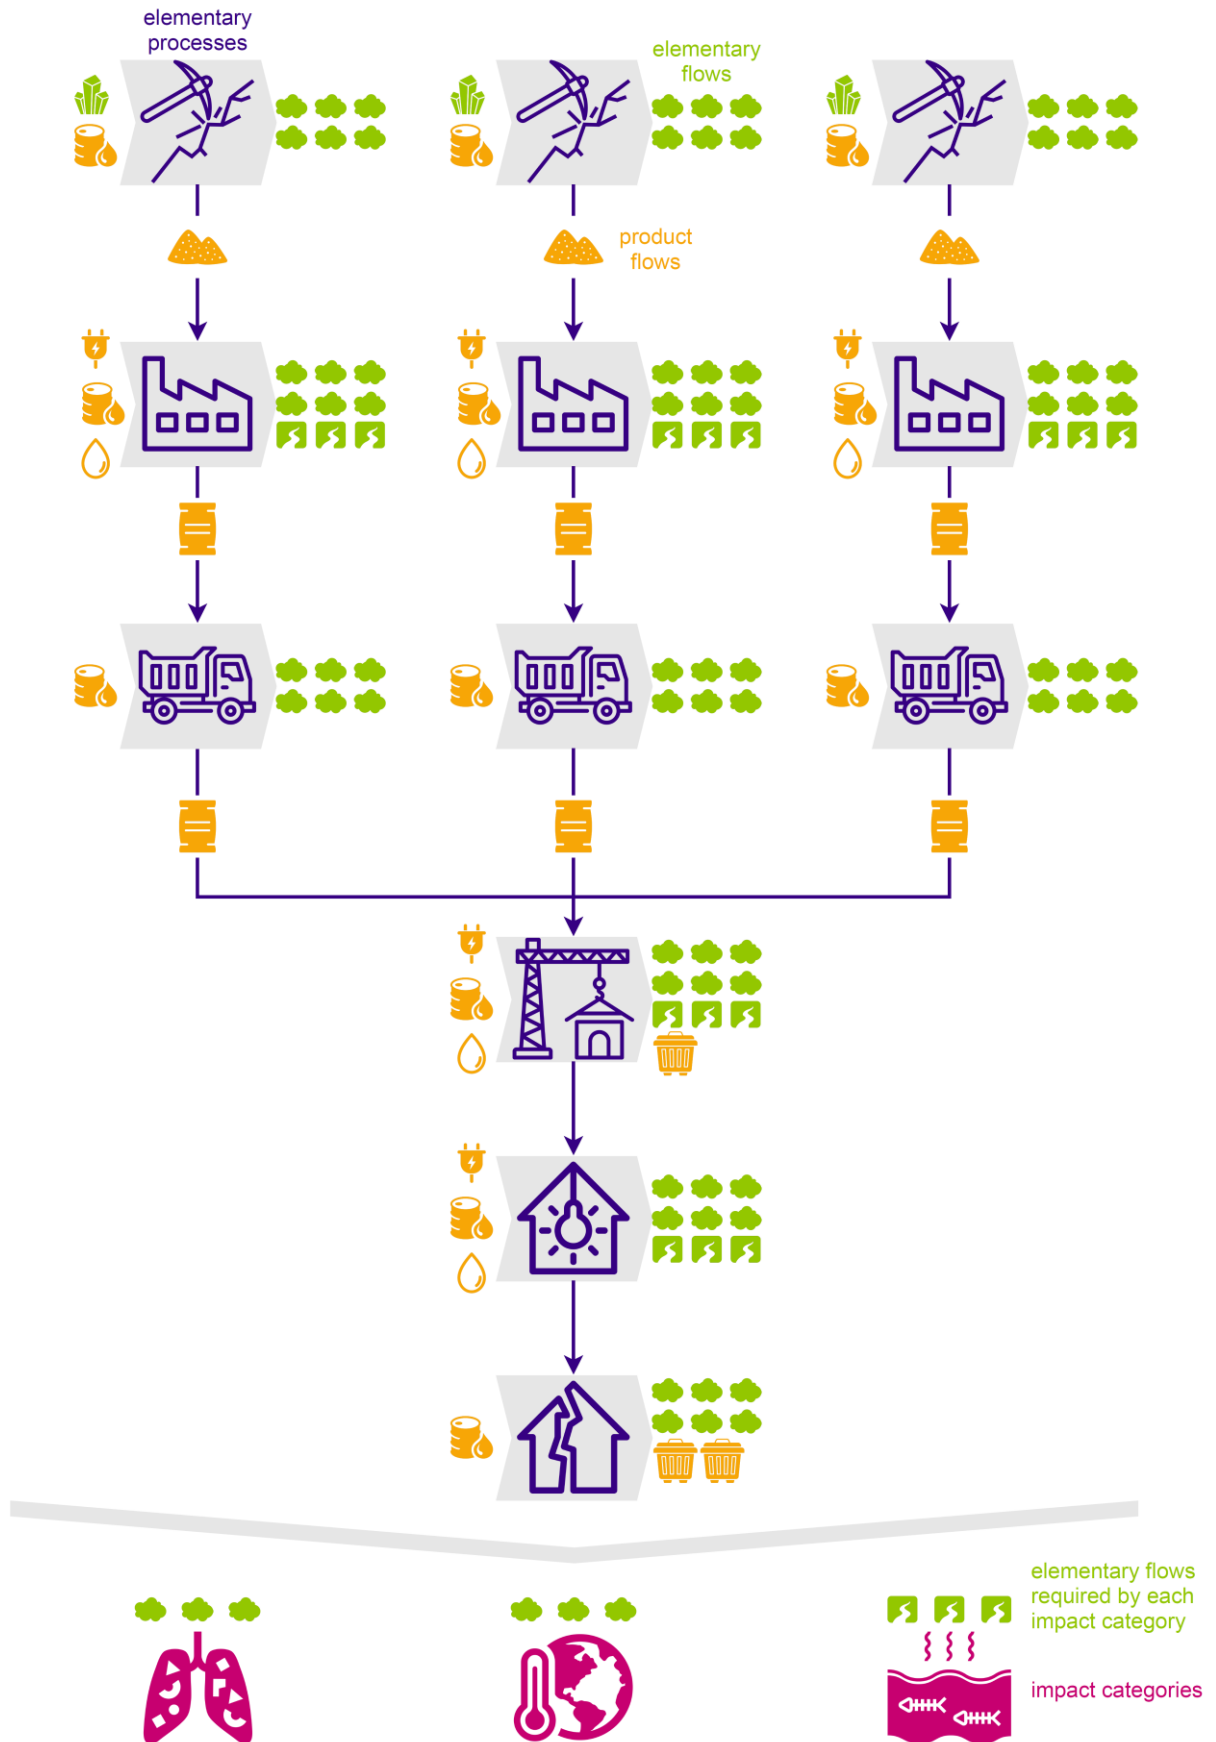 elementary
processes
elementary
flows
product
flows
elementary flows
required by each
impact category
impact categories